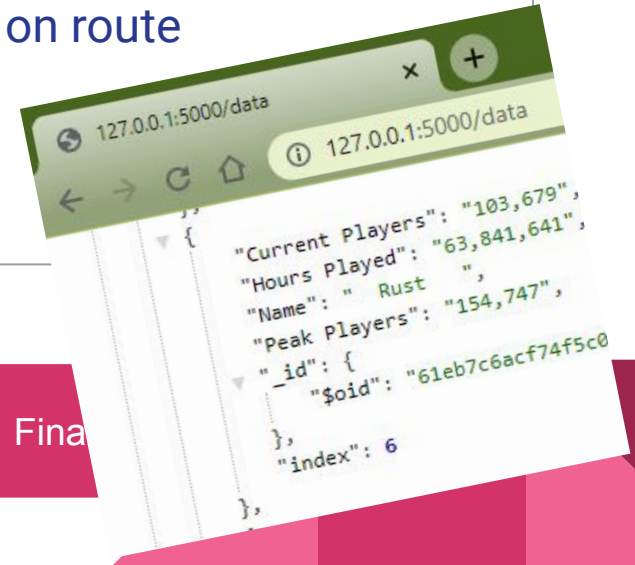 on route
127.0.0.1:5000/data
127.0.0.1:5000/data
},
{
"Current Players": "103,679",
"Hours Played": "63,841,641",
"Name": "  Rust    ",
"Peak Players": "154,747",
"_id": {
"$oid": "61eb7c6acf74f5c0
},
"index": 6
},
Fina